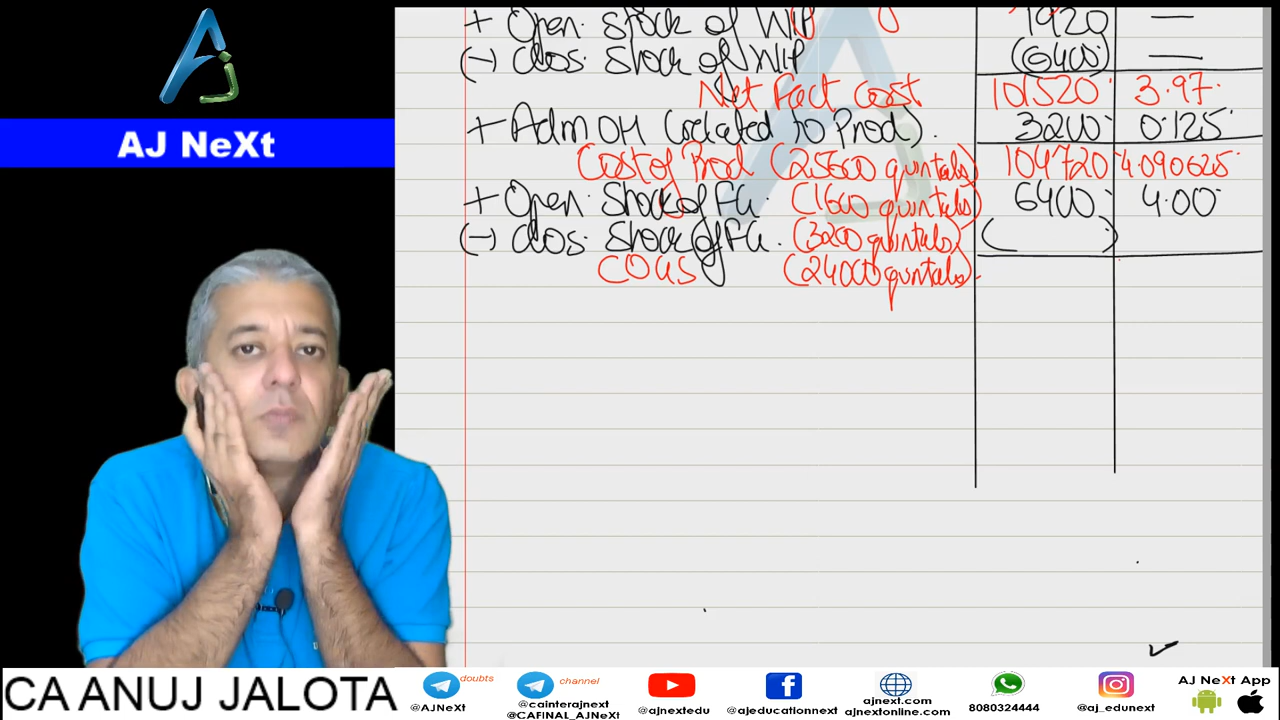 AJ NeXt
+ Open. Stock of WIP 1920 —
(-) Clos. Stock of WIP (6400) —
Net Fact Cost 101520 3.97
+ Adm OH (related to Prod). 3200 0.125
Cost of Prod (25600 quintals) 104720 4.090625
+ Open. Stock of FG. (1600 quintals) 6400 4.00
(-) Clos. Stock of FG. (3200 quintals) ( )
COGS (24000 quintals).
CA ANUJ JALOTA
doubts
@AJNeXt
channel
@cainterajnext
@CAFINAL_AJNeXt
@ajnextedu
@ajeducationnext
ajnext.com
ajnextonline.com
8080324444
@aj_edunext
AJ NeXt App